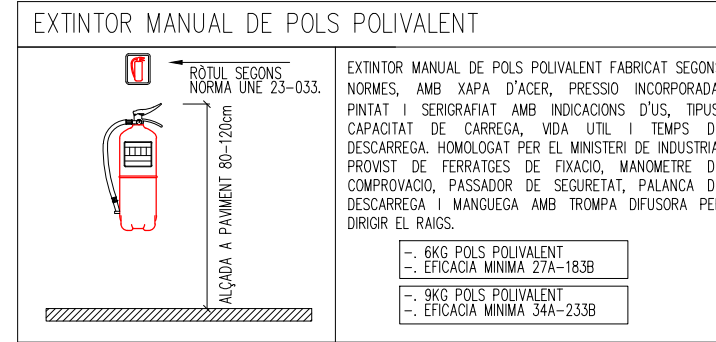 EXTINTOR MANUAL DE POLS POLIVALENT
RÒTUL SEGONS
NORMA UNE 23-033.
ALÇADA A PAVIMENT 80-120cm
EXTINTOR MANUAL DE POLS POLIVALENT FABRICAT SEGONS
NORMES, AMB XAPA D'ACER, PRESSIO INCORPORADA
PINTAT I SERIGRAFIAT AMB INDICACIONS D'US, TIPUS
CAPACITAT DE CARREGA, VIDA UTIL I TEMPS D
DESCARREGA. HOMOLOGAT PER EL MINISTERI DE INDUSTRIA
PROVIST DE FERRATGES DE FIXACIO, MANOMETRE D
COMPROVACIO, PASSADOR DE SEGURETAT, PALANCA D
DESCARREGA I MANGUEGA AMB TROMPA DIFUSORA PE
DIRIGIR EL RAIGS.
-. 6KG POLS POLIVALENT
-. EFICACIA MINIMA 27A-183B
-. 9KG POLS POLIVALENT
-. EFICACIA MINIMA 34A-233B